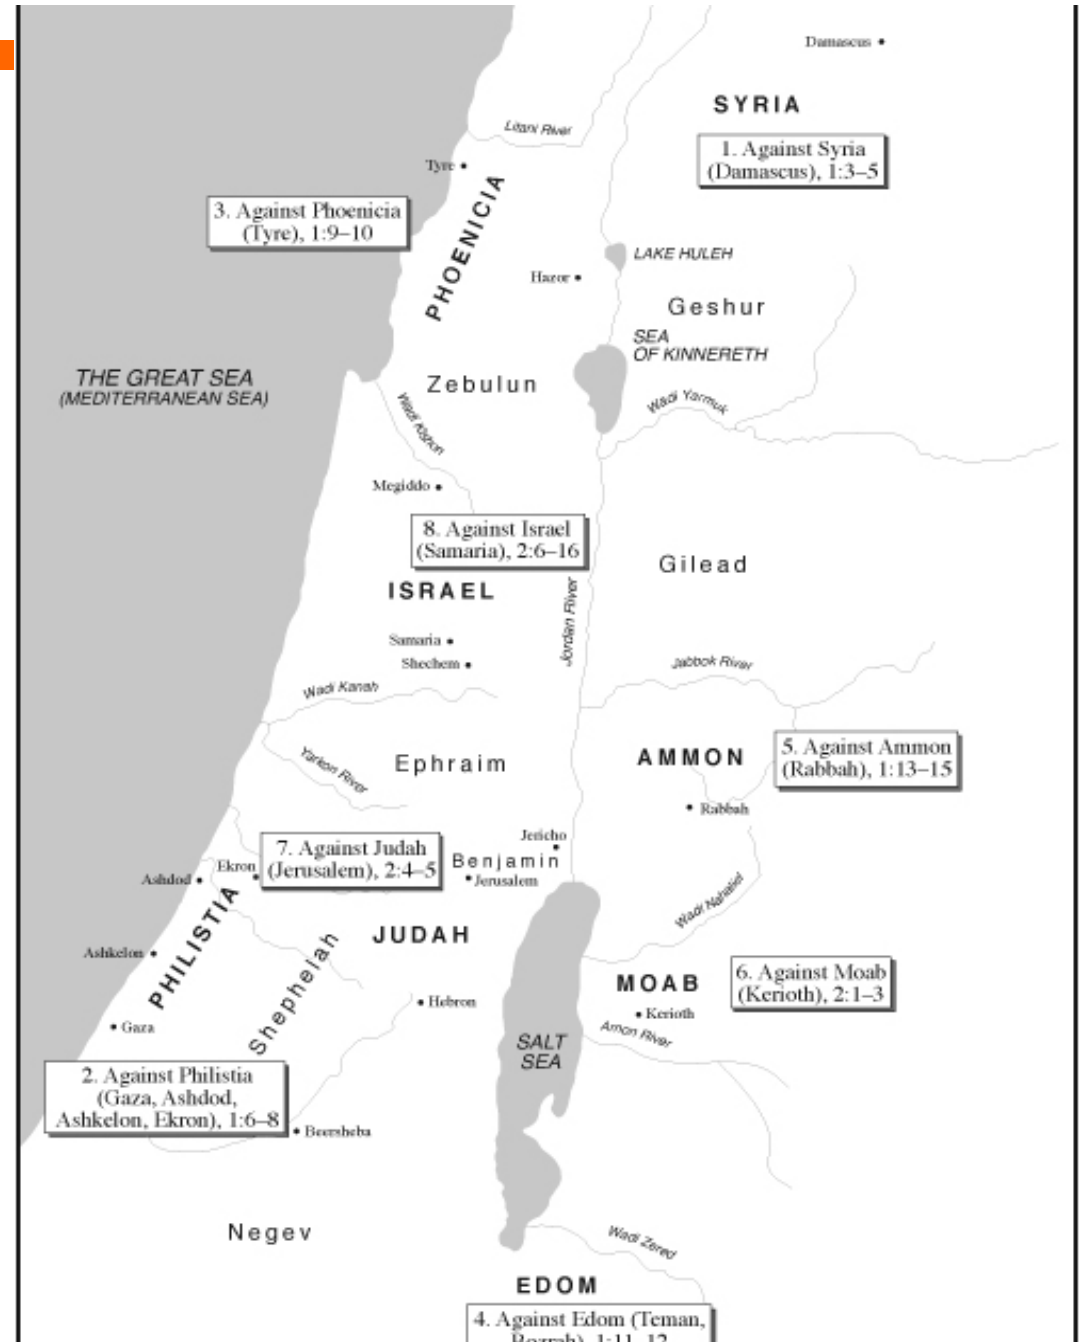 Damascus
SYRIA
1. Against Syria
(Damascus), 1:3–5
Litani River
Tyre
3. Against Phoenicia
(Tyre), 1:9–10
PHOENICIA
LAKE HULEH
Hazor
Geshur
SEA
OF KINNERETH
THE GREAT SEA
(MEDITERRANEAN SEA)
Zebulun
Wadi Kishon
Wadi Yarmuk
Megiddo
8. Against Israel
(Samaria), 2:6–16
Gilead
ISRAEL
Jordan River
Samaria
Shechem
Jabbok River
Wadi Kanah
Ephraim
Yarkon River
AMMON
5. Against Ammon
(Rabbah), 1:13–15
Rabbah
Jericho
7. Against Judah
(Jerusalem), 2:4–5
Benjamin
Jerusalem
Ekron
Ashdod
PHILISTIA
Wadi Nahaliel
JUDAH
Ashkelon
Shephelah
MOAB
6. Against Moab
(Kerioth), 2:1–3
Hebron
Kerioth
Gaza
Arnon River
SALT
SEA
2. Against Philistia
(Gaza, Ashdod,
Ashkelon, Ekron), 1:6–8
Beersheba
Negev
Wadi Zered
EDOM
4. Against Edom (Teman,
Bozrah), 1:11–12